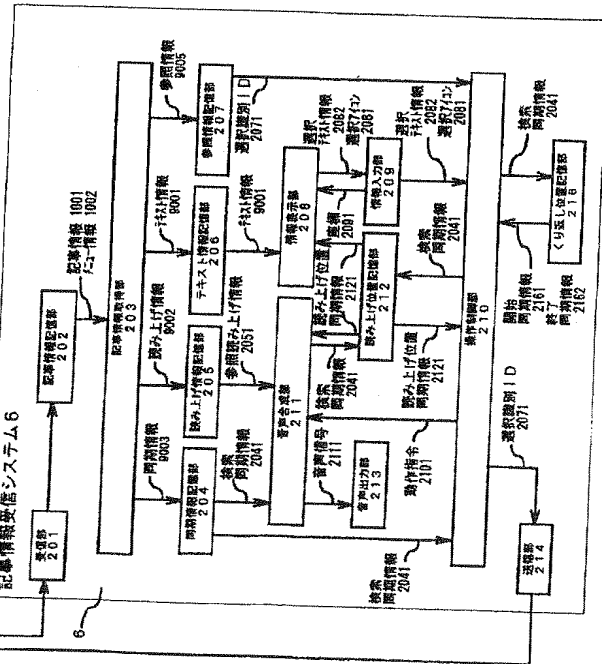 記事情報受信システム6
6
受信部
201
記事情報記憶部
202
記事情報 1001
メニュー情報 1002
記事情報取得部
203
同期情報
9003
読み上げ情報
9002
テキスト情報
9001
参照情報
9005
同期情報記憶部
204
読み上げ情報記憶部
205
テキスト情報記憶部
206
参照情報記憶部
207
検索
同期情報
2041
参照読み上げ情報
2051
テキスト情報
9001
選択識別ID
2071
音声合成部
211
情報表示部
208
選択
テキスト情報
2082
選択アイコン
2081
座標
2091
情報入力部
209
選択
テキスト情報
2082
選択アイコン
2081
音声信号
2111
音声出力部
213
検索
同期情報
2041
読み上げ位置
同期情報
2121
読み上げ位置記憶部
212
検索
同期情報
2041
読み上げ位置
同期情報
2121
動作指令
2101
検索
同期情報
2041
操作制御部
210
選択識別ID
2071
送信部
214
開始
同期情報
2161
終了
同期情報
2162
検索
同期情報
2041
くり返し位置記憶部
216